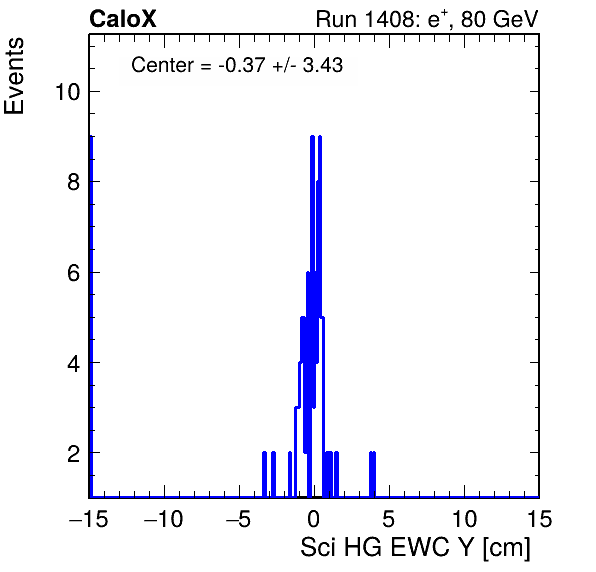 CaloX Run 1408: e⁺, 80 GeV
Center = -0.37 +/- 3.43
Events
10
8
6
4
2
−15 −10 −5 0 5 10 15
Sci HG EWC Y [cm]